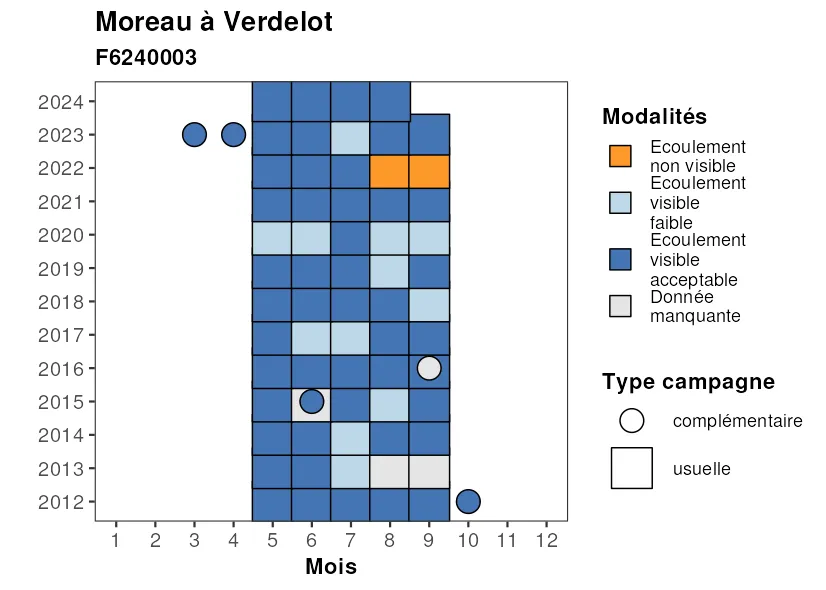 Moreau à Verdelot
F6240003
2024
2023
2022
2021
2020
2019
2018
2017
2016
2015
2014
2013
2012
1 2 3 4 5 6 7 8 9 10 11 12
Mois
Modalités
Ecoulement
non visible
Ecoulement
visible
faible
Ecoulement
visible
acceptable
Donnée
manquante
Type campagne
complémentaire
usuelle